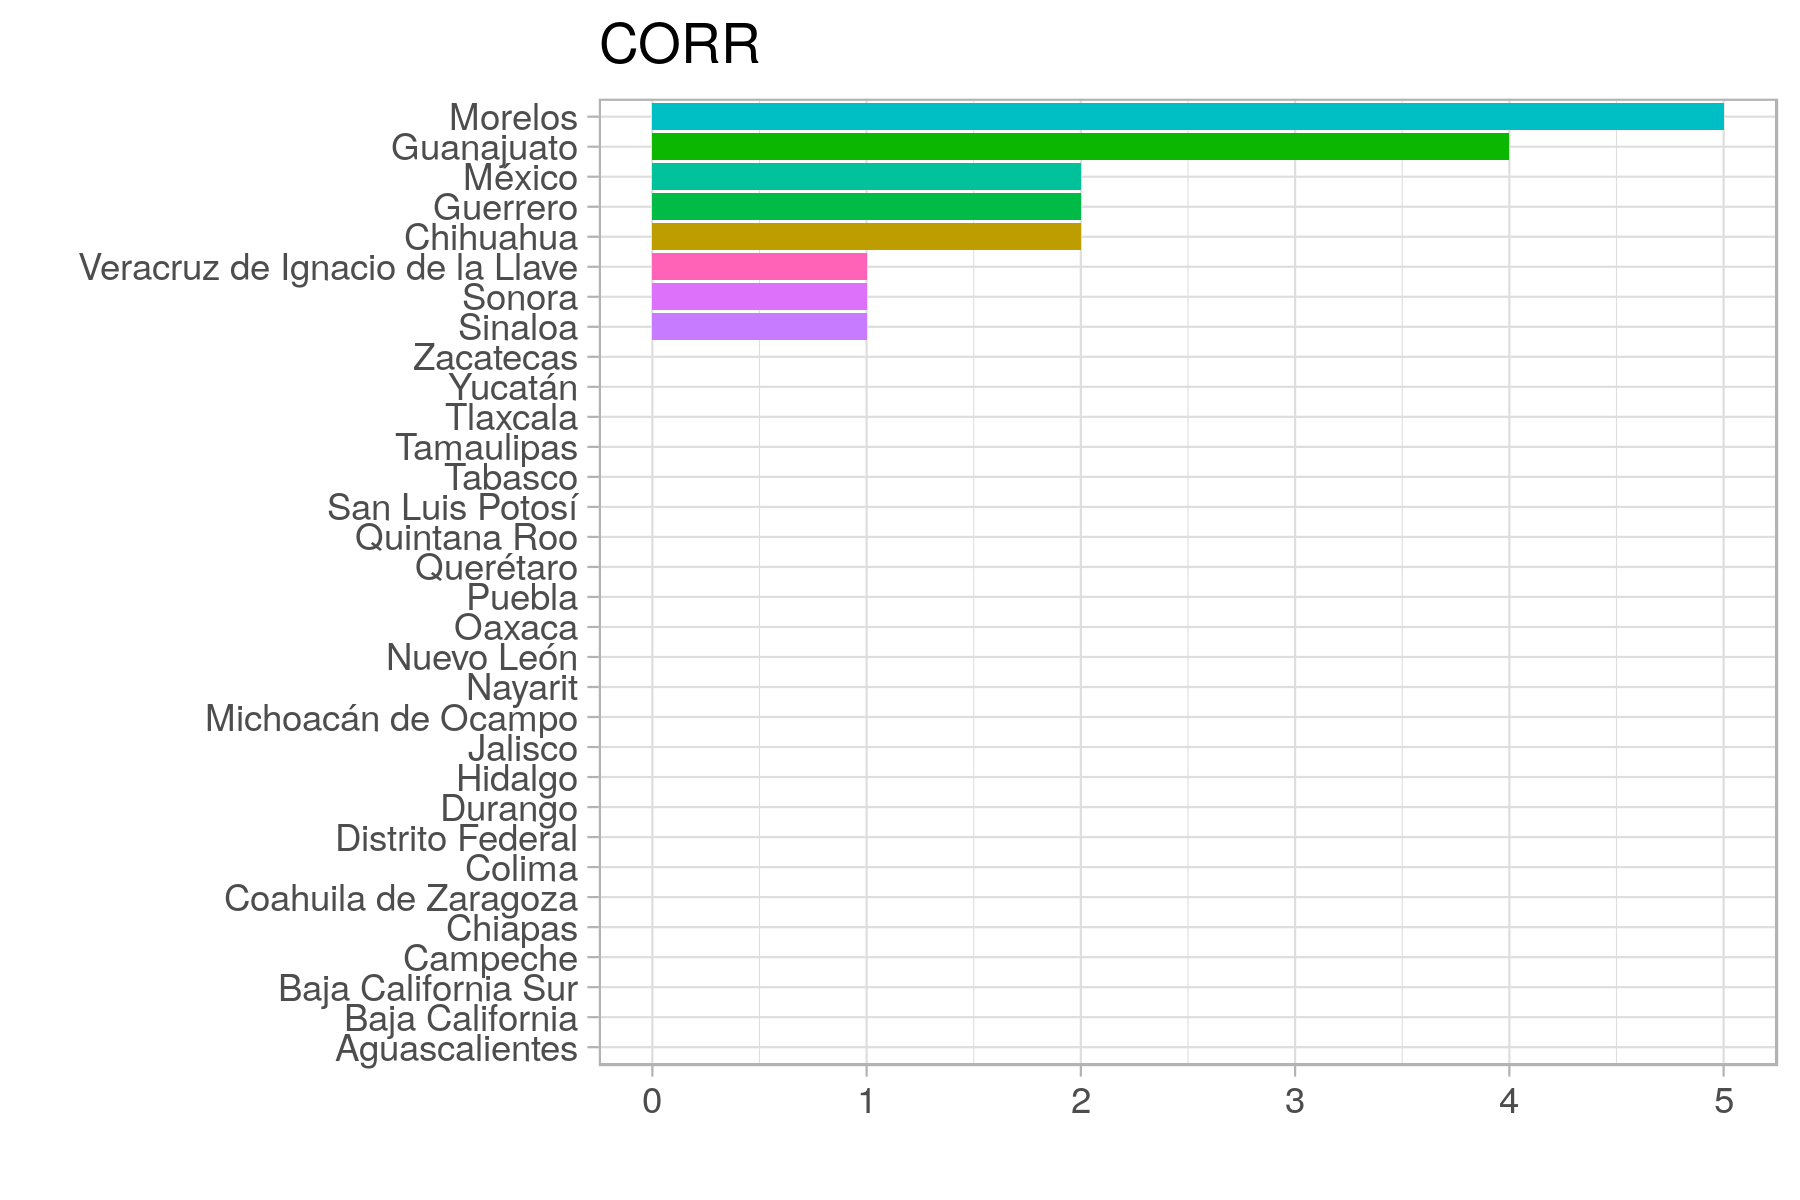 CORR
Morelos
Guanajuato
México
Guerrero
Chihuahua
Veracruz de Ignacio de la Llave
Sonora
Sinaloa
Zacatecas
Yucatán
Tlaxcala
Tamaulipas
Tabasco
San Luis Potosí
Quintana Roo
Querétaro
Puebla
Oaxaca
Nuevo León
Nayarit
Michoacán de Ocampo
Jalisco
Hidalgo
Durango
Distrito Federal
Colima
Coahuila de Zaragoza
Chiapas
Campeche
Baja California Sur
Baja California
Aguascalientes
0 1 2 3 4 5